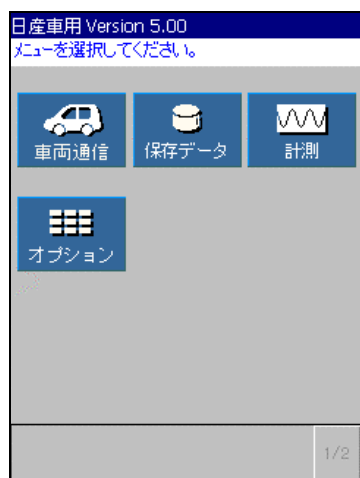 日産車用 Version 5.00
メニューを選択してください。
車両通信
保存データ
計測
オプション
1/2